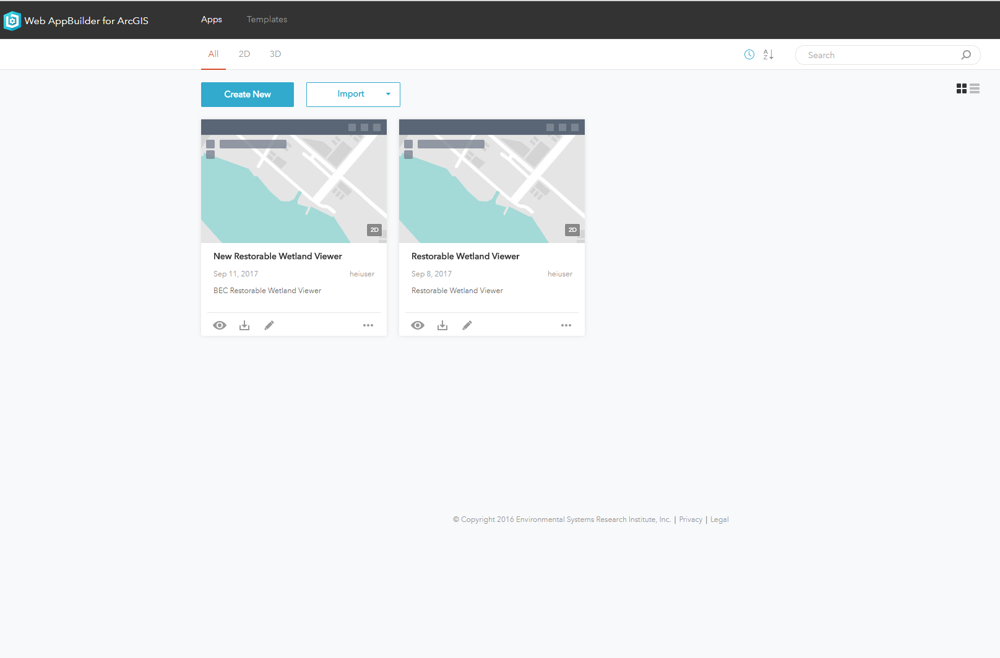 Web AppBuilder for ArcGIS
Apps
Templates
All
2D
3D
A
Z
Search
Create New
Import
2D
2D
New Restorable Wetland Viewer
Sep 11, 2017
heiuser
BEC Restorable Wetland Viewer
Restorable Wetland Viewer
Sep 8, 2017
heiuser
Restorable Wetland Viewer
© Copyright 2016 Environmental Systems Research Institute, Inc. | Privacy | Legal